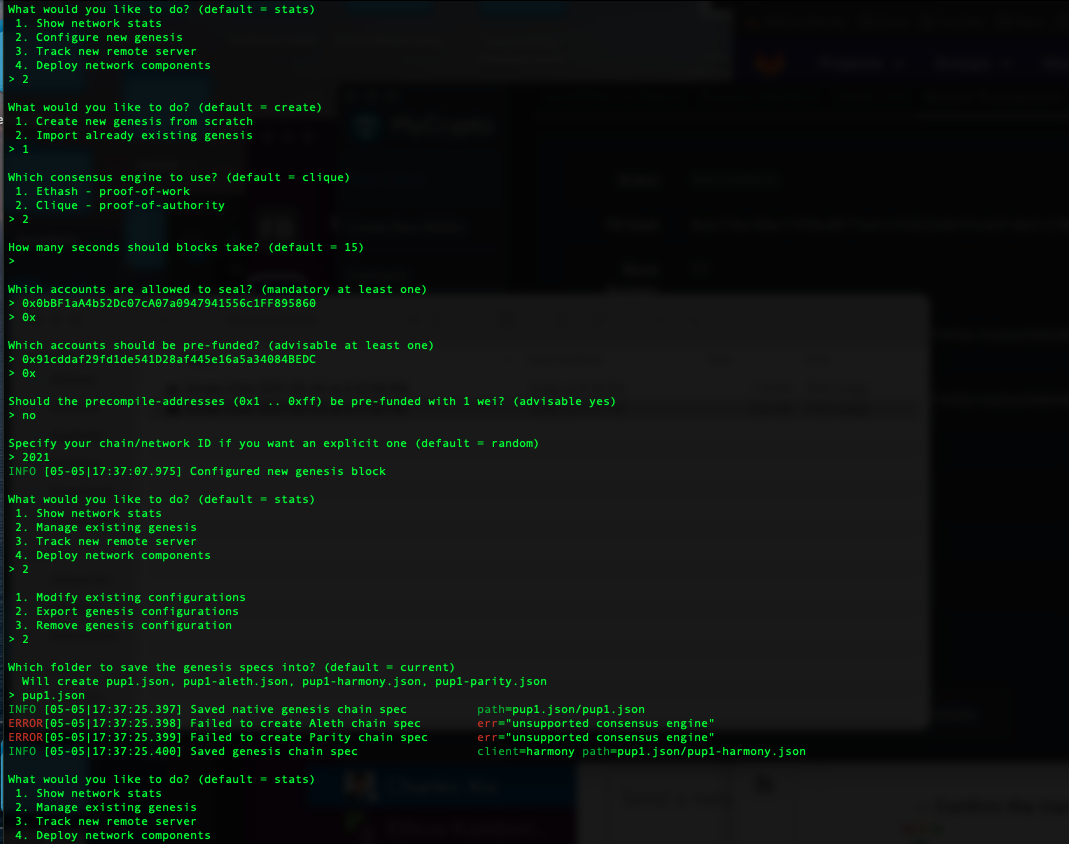 What would you like to do? (default = stats)
1. Show network stats
2. Configure new genesis
3. Track new remote server
4. Deploy network components
> 2
What would you like to do? (default = create)
1. Create new genesis from scratch
2. Import already existing genesis
> 1
Which consensus engine to use? (default = clique)
1. Ethash - proof-of-work
2. Clique - proof-of-authority
> 2
How many seconds should blocks take? (default = 15)
>
Which accounts are allowed to seal? (mandatory at least one)
> 0x0bBF1aA4b52Dc07cA07a0947941556c1FF895860
> 0x
Which accounts should be pre-funded? (advisable at least one)
> 0x91cddaf29fd1de541D28af445e16a5a34084BEDC
> 0x
Should the precompile-addresses (0x1 .. 0xff) be pre-funded with 1 wei? (advisable yes)
> no
Specify your chain/network ID if you want an explicit one (default = random)
> 2021
INFO [05-05|17:37:07.975] Configured new genesis block
What would you like to do? (default = stats)
1. Show network stats
2. Manage existing genesis
3. Track new remote server
4. Deploy network components
> 2
1. Modify existing configurations
2. Export genesis configurations
3. Remove genesis configuration
> 2
Which folder to save the genesis specs into? (default = current)
Will create pup1.json, pup1-aleth.json, pup1-harmony.json, pup1-parity.json
> pup1.json
INFO [05-05|17:37:25.397] Saved native genesis chain spec path=pup1.json/pup1.json
ERROR[05-05|17:37:25.398] Failed to create Aleth chain spec err="unsupported consensus engine"
ERROR[05-05|17:37:25.399] Failed to create Parity chain spec err="unsupported consensus engine"
INFO [05-05|17:37:25.400] Saved genesis chain spec client=harmony path=pup1.json/pup1-harmony.json
What would you like to do? (default = stats)
1. Show network stats
2. Manage existing genesis
3. Track new remote server
4. Deploy network components